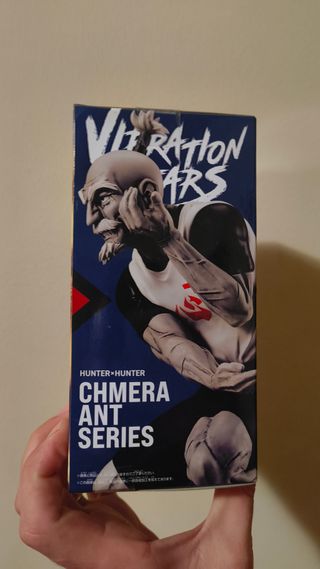 VIBRATION
STARS
HUNTER×HUNTER
CHMERA
ANT
SERIES